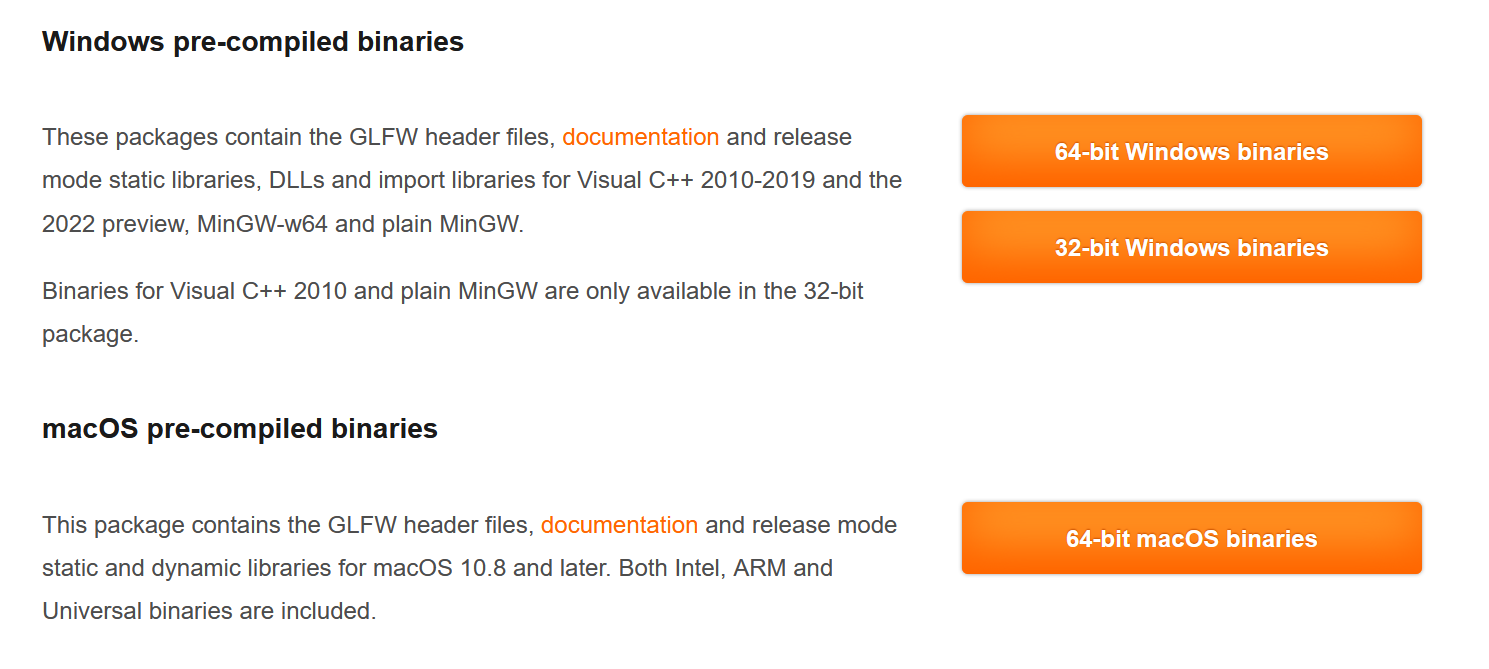 Windows pre-compiled binaries
These packages contain the GLFW header files, documentation and release
mode static libraries, DLLs and import libraries for Visual C++ 2010-2019 and the
2022 preview, MinGW-w64 and plain MinGW.
Binaries for Visual C++ 2010 and plain MinGW are only available in the 32-bit
package.
64-bit Windows binaries
32-bit Windows binaries
macOS pre-compiled binaries
This package contains the GLFW header files, documentation and release mode
static and dynamic libraries for macOS 10.8 and later. Both Intel, ARM and
Universal binaries are included.
64-bit macOS binaries